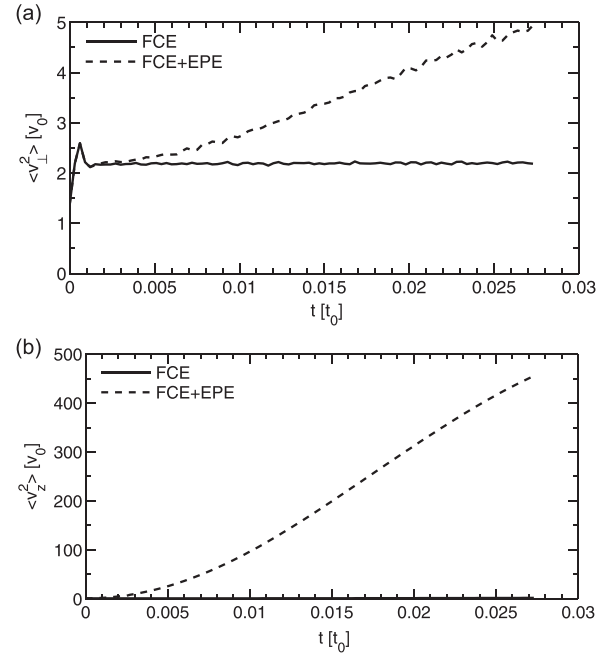 (a)
5
FCE
FCE+EPE
4
3
2
1
0
<v⊥²> [v₀]
0 0.005 0.01 0.015 0.02 0.025 0.03
t [t₀]
(b)
500
FCE
FCE+EPE
400
300
200
100
0
<v_z²> [v₀]
0 0.005 0.01 0.015 0.02 0.025 0.03
t [t₀]